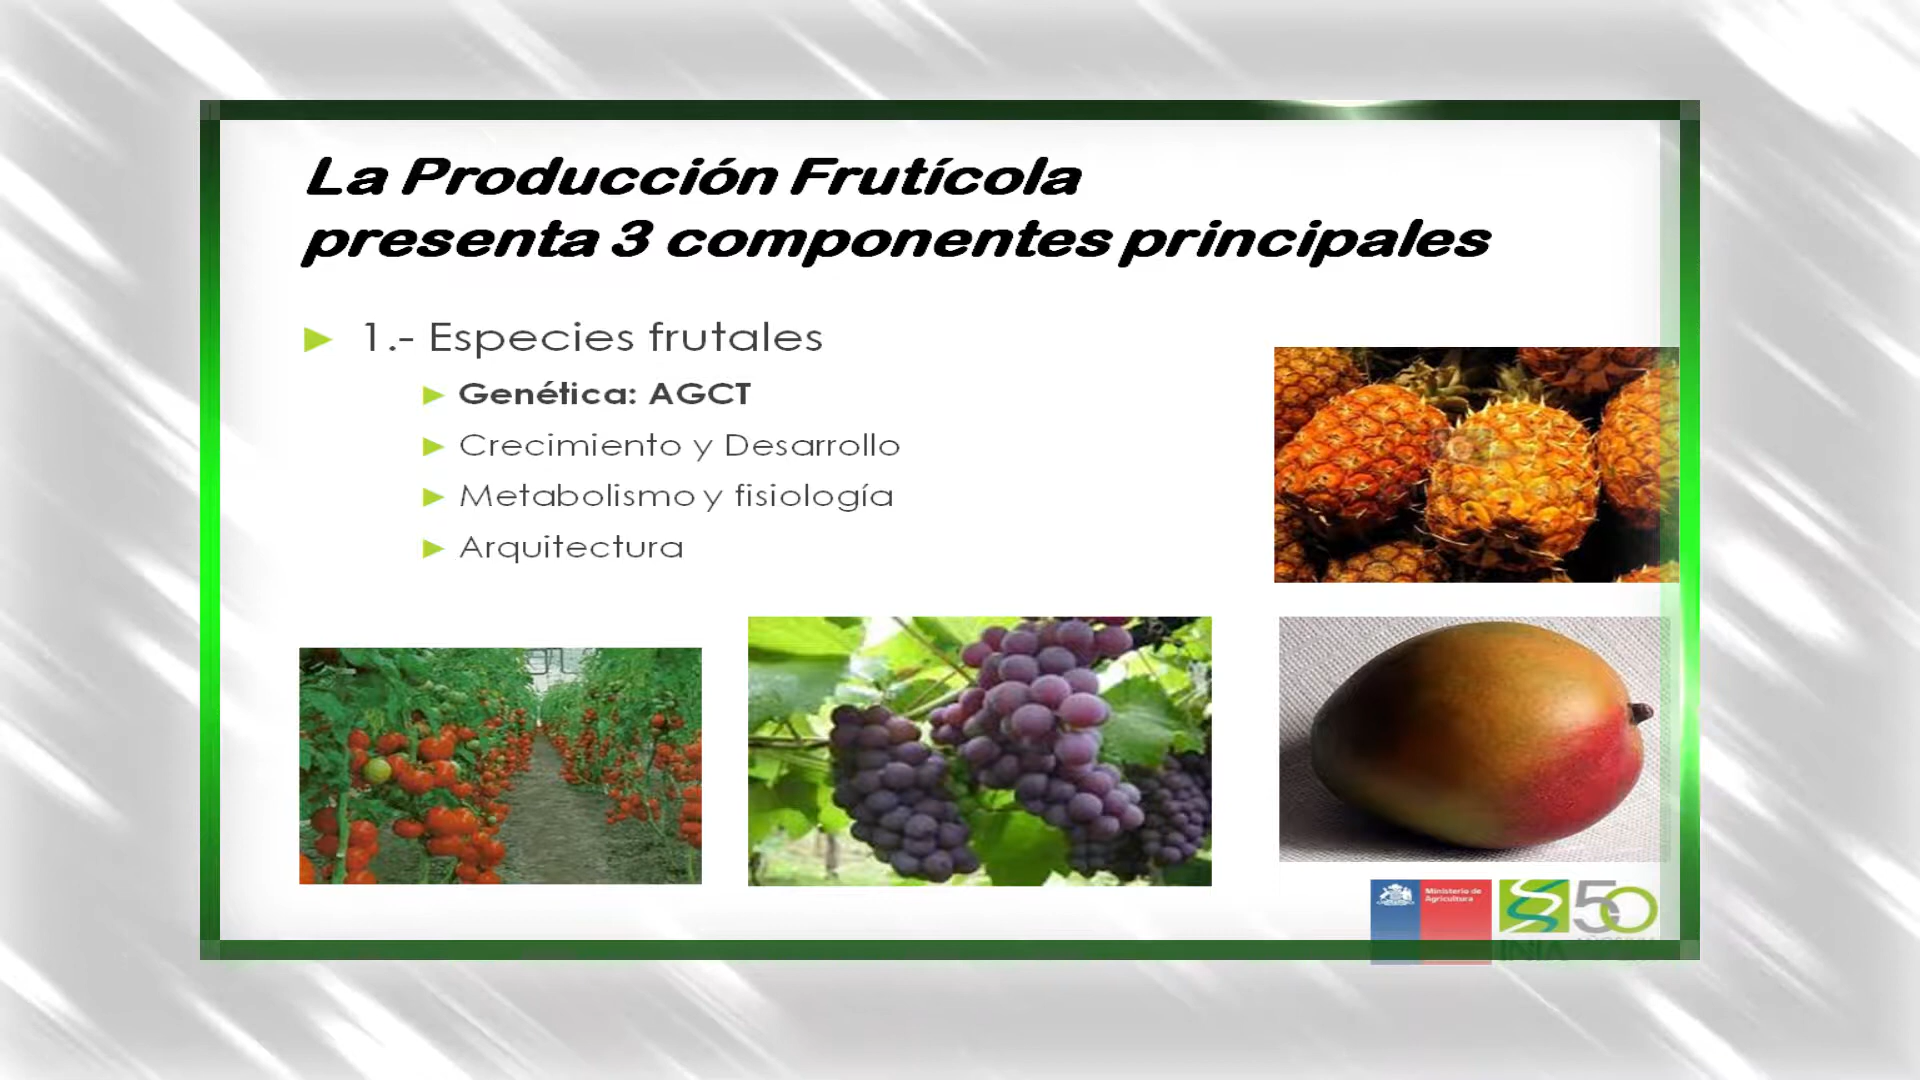 La Producción Frutícola
presenta 3 componentes principales
1.- Especies frutales
Genética: AGCT
Crecimiento y Desarrollo
Metabolismo y fisiología
Arquitectura
Ministerio de
Agricultura
50
INIA